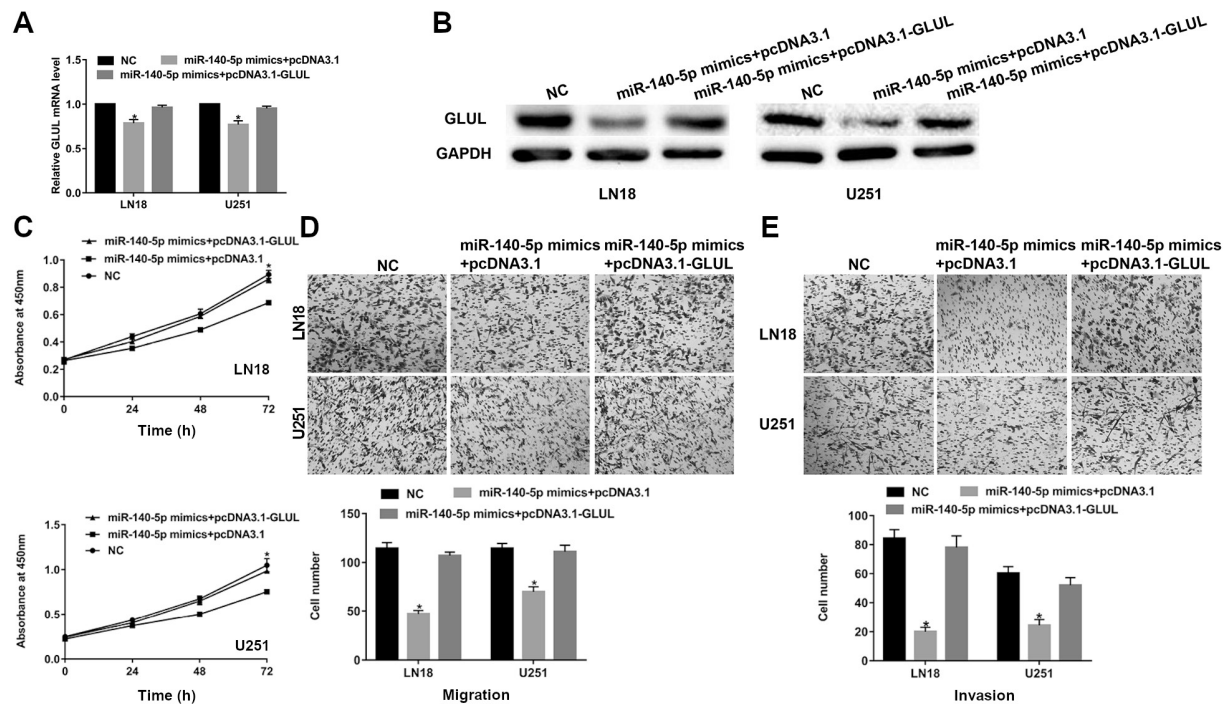 A
NC
miR-140-5p mimics+pcDNA3.1
miR-140-5p mimics+pcDNA3.1-GLUL
Relative GLUL mRNA level
1.5
1.0
0.5
0.0
*
*
LN18
U251
B
NC
miR-140-5p mimics+pcDNA3.1
miR-140-5p mimics+pcDNA3.1-GLUL
NC
miR-140-5p mimics+pcDNA3.1
miR-140-5p mimics+pcDNA3.1-GLUL
GLUL
GAPDH
LN18
U251
C
miR-140-5p mimics+pcDNA3.1-GLUL
miR-140-5p mimics+pcDNA3.1
NC
Absorbance at 450nm
1.0
0.8
0.6
0.4
0.2
0.0
*
LN18
0 24 48 72
Time (h)
miR-140-5p mimics+pcDNA3.1-GLUL
miR-140-5p mimics+pcDNA3.1
NC
Absorbance at 450nm
1.5
1.0
0.5
0.0
*
U251
0 24 48 72
Time (h)
D
NC
miR-140-5p mimics
+pcDNA3.1
miR-140-5p mimics
+pcDNA3.1-GLUL
LN18
U251
NC
miR-140-5p mimics+pcDNA3.1
miR-140-5p mimics+pcDNA3.1-GLUL
Cell number
150
100
50
0
*
*
LN18
U251
Migration
E
NC
miR-140-5p mimics
+pcDNA3.1
miR-140-5p mimics
+pcDNA3.1-GLUL
LN18
U251
NC
miR-140-5p mimics+pcDNA3.1
miR-140-5p mimics+pcDNA3.1-GLUL
Cell number
100
80
60
40
20
0
*
*
LN18
U251
Invasion